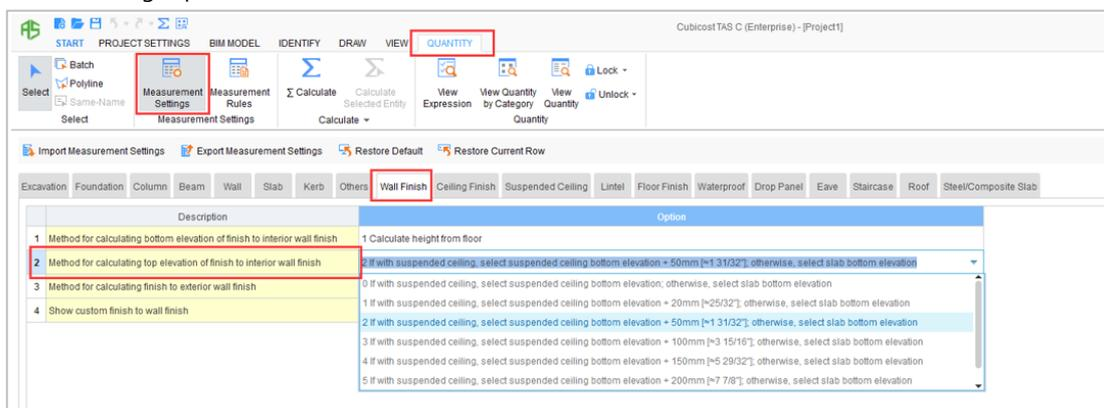 Cubicost TAS C (Enterprise) - [Project1]
START PROJECT SETTINGS BIM MODEL IDENTIFY DRAW VIEW QUANTITY
Select
Batch
Polyline
Same-Name
Select
Measurement Settings
Measurement Rules
Measurement Settings
Σ Calculate
Calculate Selected Entity
Calculate
View Expression
View Quantity by Category
View Quantity
Lock
Unlock
Quantity
Import Measurement Settings Export Measurement Settings Restore Default Restore Current Row
Excavation Foundation Column Beam Wall Slab Kerb Others Wall Finish Ceiling Finish Suspended Ceiling Lintel Floor Finish Waterproof Drop Panel Eave Staircase Roof Steel/Composite Slab
Description Option
1 Method for calculating bottom elevation of finish to interior wall finish 1 Calculate height from floor
2 Method for calculating top elevation of finish to interior wall finish 2 If with suspended ceiling, select suspended ceiling bottom elevation + 50mm [≈1 31/32"]; otherwise, select slab bottom elevation
3 Method for calculating finish to exterior wall finish
4 Show custom finish to wall finish
0 If with suspended ceiling, select suspended ceiling bottom elevation; otherwise, select slab bottom elevation
1 If with suspended ceiling, select suspended ceiling bottom elevation + 20mm [≈25/32"]; otherwise, select slab bottom elevation
2 If with suspended ceiling, select suspended ceiling bottom elevation + 50mm [≈1 31/32"]; otherwise, select slab bottom elevation
3 If with suspended ceiling, select suspended ceiling bottom elevation + 100mm [≈3 15/16"]; otherwise, select slab bottom elevation
4 If with suspended ceiling, select suspended ceiling bottom elevation + 150mm [≈5 29/32"]; otherwise, select slab bottom elevation
5 If with suspended ceiling, select suspended ceiling bottom elevation + 200mm [≈7 7/8"]; otherwise, select slab bottom elevation